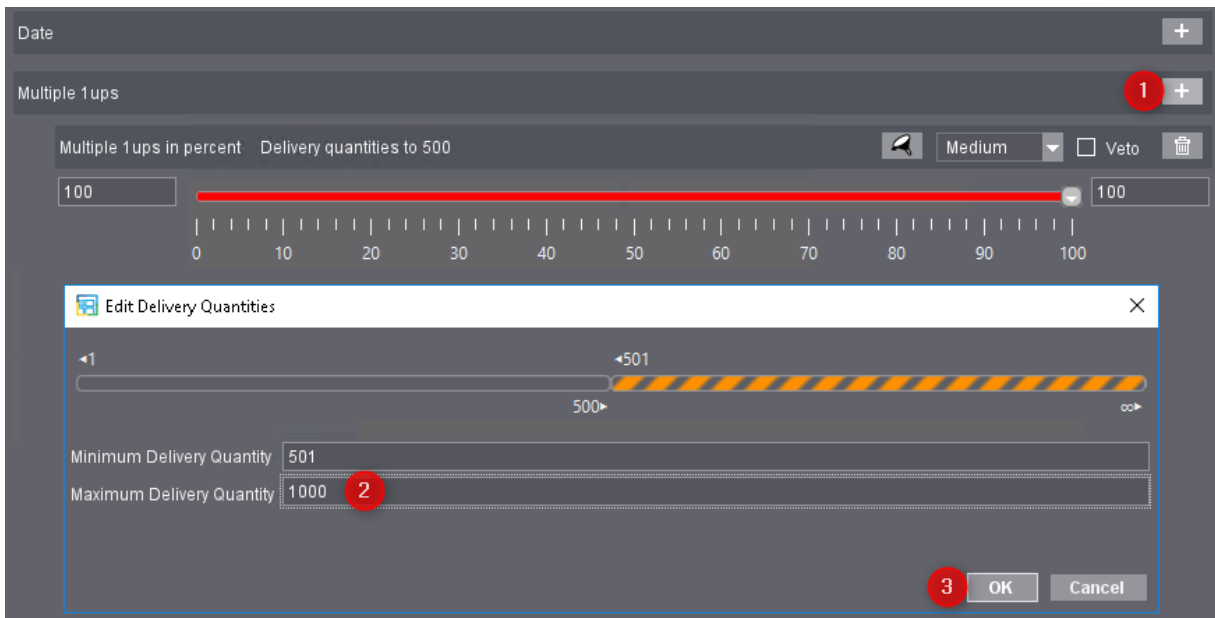 Date +
Multiple 1ups 1 +
Multiple 1ups in percent Delivery quantities to 500 Medium Veto
100 100
0 10 20 30 40 50 60 70 80 90 100
Edit Delivery Quantities
◂1 ◂501
500▸ ∞▸
Minimum Delivery Quantity 501
Maximum Delivery Quantity 1000 2
3 OK Cancel